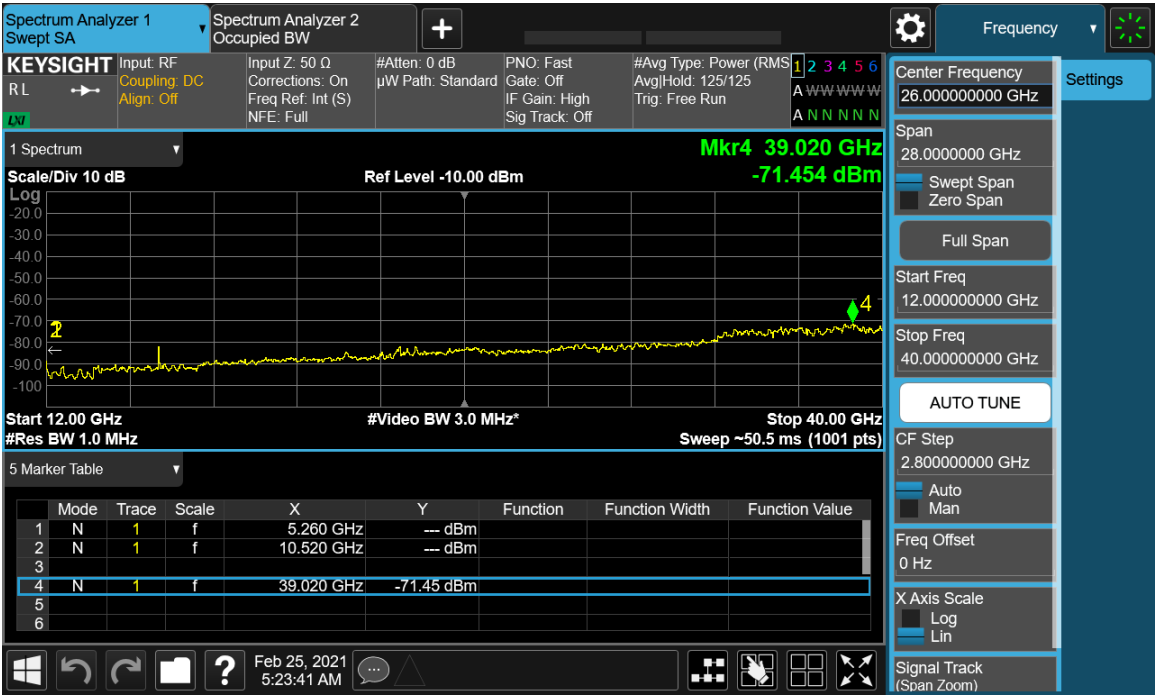 Spectrum Analyzer 1
Swept SA
Spectrum Analyzer 2
Occupied BW
Frequency
KEYSIGHT
R L
LXI
Input: RF
Coupling: DC
Align: Off
Input Z: 50 Ω
Corrections: On
Freq Ref: Int (S)
NFE: Full
#Atten: 0 dB
µW Path: Standard
PNO: Fast
Gate: Off
IF Gain: High
Sig Track: Off
#Avg Type: Power (RMS
Avg|Hold: 125/125
Trig: Free Run
1 2 3 4 5 6
A W W W W W
A N N N N N
1 Spectrum
Mkr4 39.020 GHz
-71.454 dBm
Scale/Div 10 dB
Ref Level -10.00 dBm
Log
-20.0
-30.0
-40.0
-50.0
-60.0
-70.0
-80.0
-90.0
-100
2
4
Start 12.00 GHz
#Video BW 3.0 MHz*
Stop 40.00 GHz
#Res BW 1.0 MHz
Sweep ~50.5 ms (1001 pts)
5 Marker Table
Mode Trace Scale X Y Function Function Width Function Value
1 N 1 f 5.260 GHz --- dBm
2 N 1 f 10.520 GHz --- dBm
3
4 N 1 f 39.020 GHz -71.45 dBm
5
6
?
Feb 25, 2021
5:23:41 AM
Center Frequency
26.000000000 GHz
Settings
Span
28.0000000 GHz
Swept Span
Zero Span
Full Span
Start Freq
12.000000000 GHz
Stop Freq
40.000000000 GHz
AUTO TUNE
CF Step
2.800000000 GHz
Auto
Man
Freq Offset
0 Hz
X Axis Scale
Log
Lin
Signal Track
(Span Zoom)